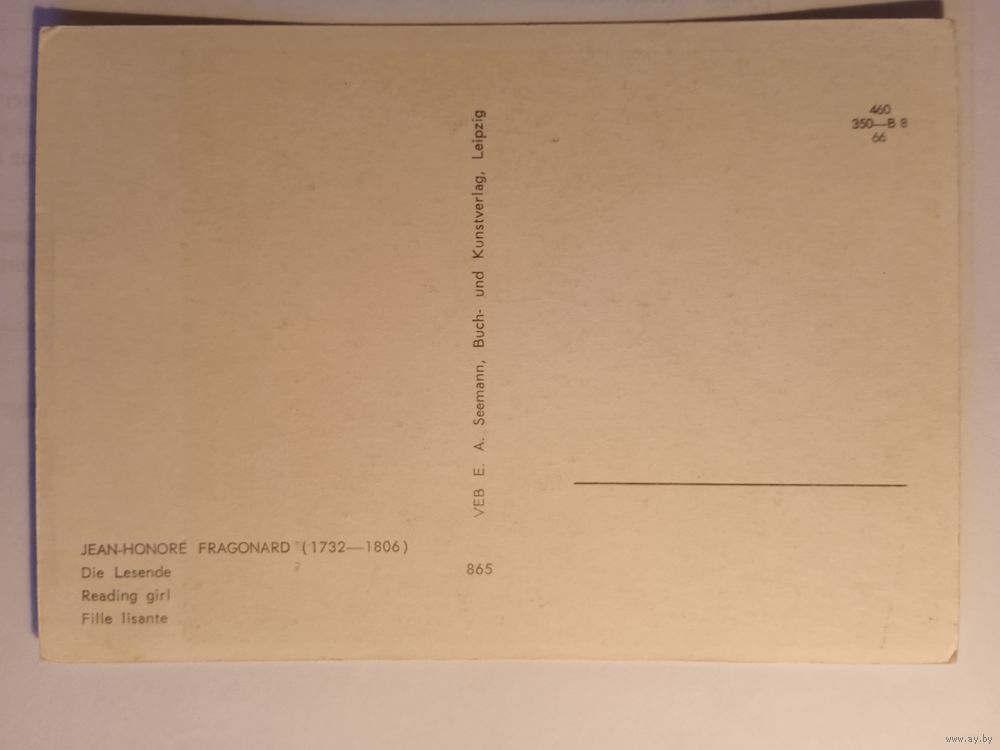 460
350—B 8
66
VEB E. A. Seemann, Buch- und Kunstverlag, Leipzig
JEAN-HONORÉ FRAGONARD (1732—1806)
Die Lesende
Reading girl
Fille lisante
865
www.ay.by